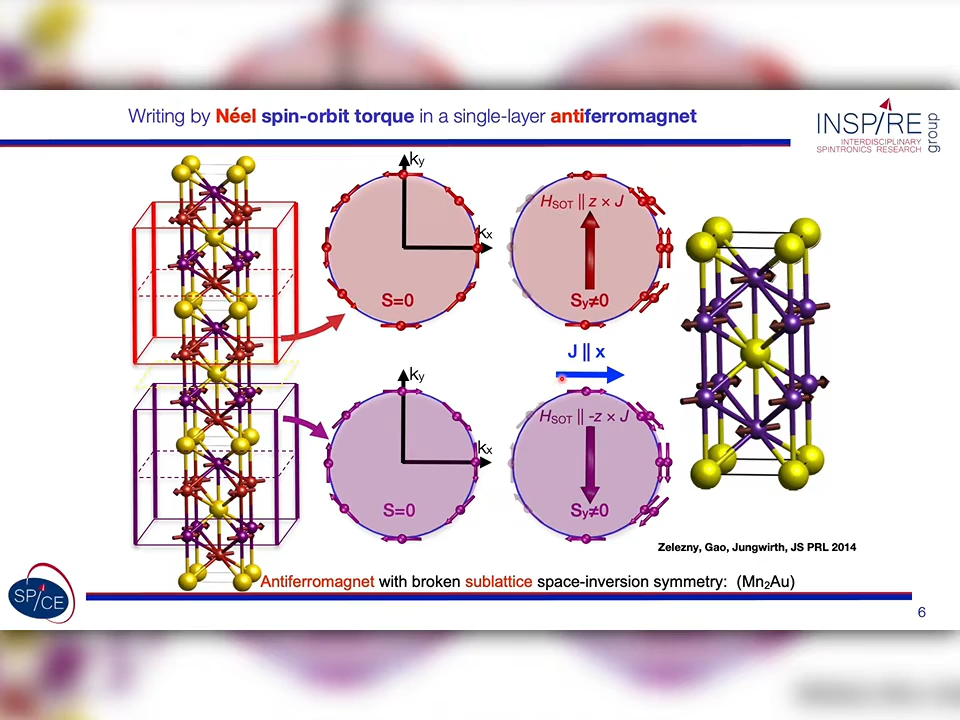 Writing by Néel spin-orbit torque in a single-layer antiferromagnet
INSPIRE group
INTERDISCIPLINARY
SPINTRONICS RESEARCH
ky
kx
S=0
HSOT || z × J
Sy≠0
J || x
ky
kx
S=0
HSOT || -z × J
Sy≠0
Zelezny, Gao, Jungwirth, JS PRL 2014
SPICE
Antiferromagnet with broken sublattice space-inversion symmetry: (Mn₂Au)
6